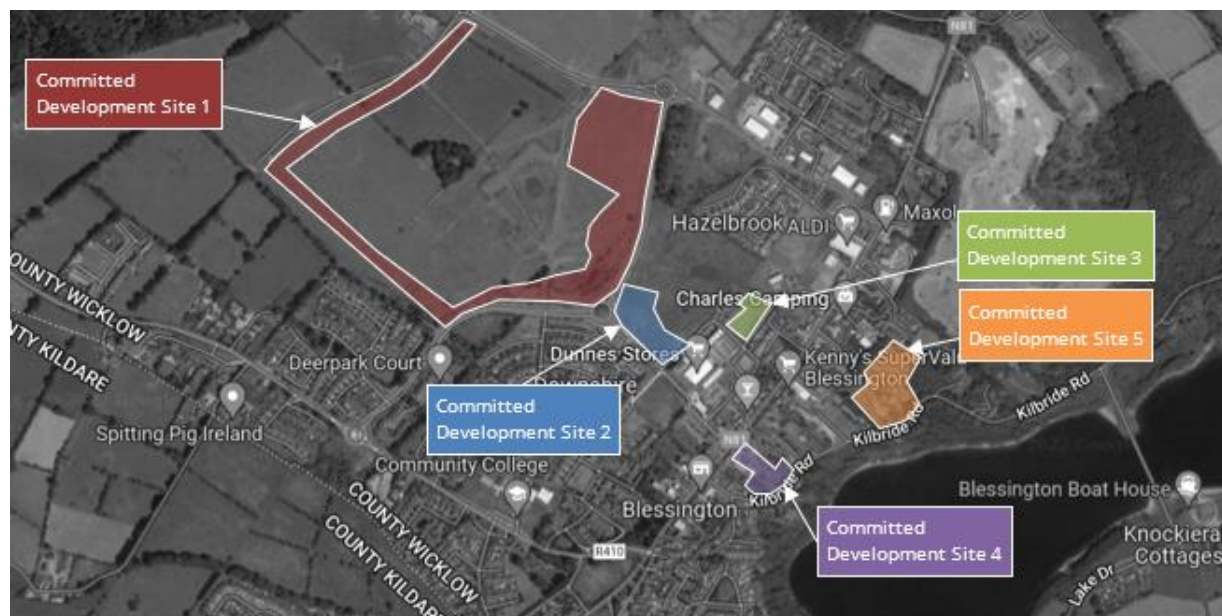 N81
Committed
Development Site 1
Hazelbrook
ALDI
Maxol
Committed
Development Site 3
Charles Camping
COUNTY WICKLOW
NTY KILDARE
Committed
Development Site 5
Dunnes Stores
Deerpark Court
Downshire
Kenny's SuperValu
Blessington
Kilbride Rd
Committed
Development Site 2
Kilbride Rd
Spitting Pig Ireland
N81
Community College
Kilbride Rd
Blessington
Blessington Boat House
COUNTY WICKLOW
COUNTY KILDARE
Committed
Development Site 4
Knockiera
Cottages
R410
Lake Dr